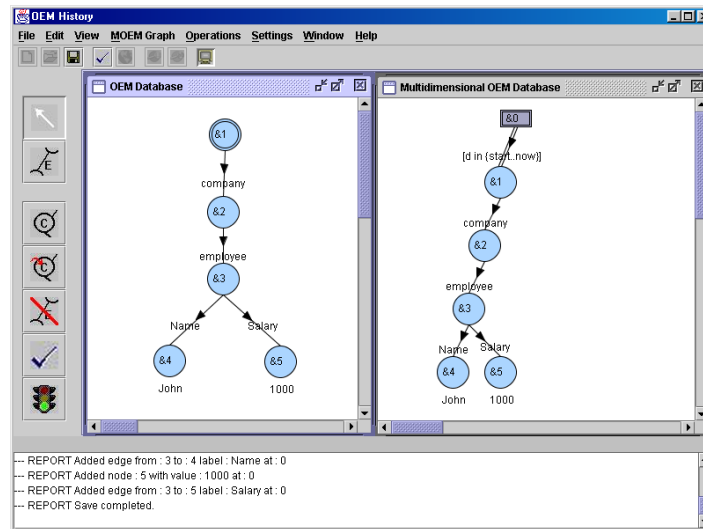 OEM History
File Edit View MOEM Graph Operations Settings Window Help
OEM Database
&1
company
&2
employee
&3
Name Salary
&4 &5
John 1000
Multidimensional OEM Database
&0
[d in {start..now}]
&1
company
&2
employee
&3
Name Salary
&4 &5
John 1000
E
C
C
E
--- REPORT Added edge from : 3 to : 4 label : Name at : 0
--- REPORT Added node : 5 with value : 1000 at : 0
--- REPORT Added edge from : 3 to : 5 label : Salary at : 0
--- REPORT Save completed.